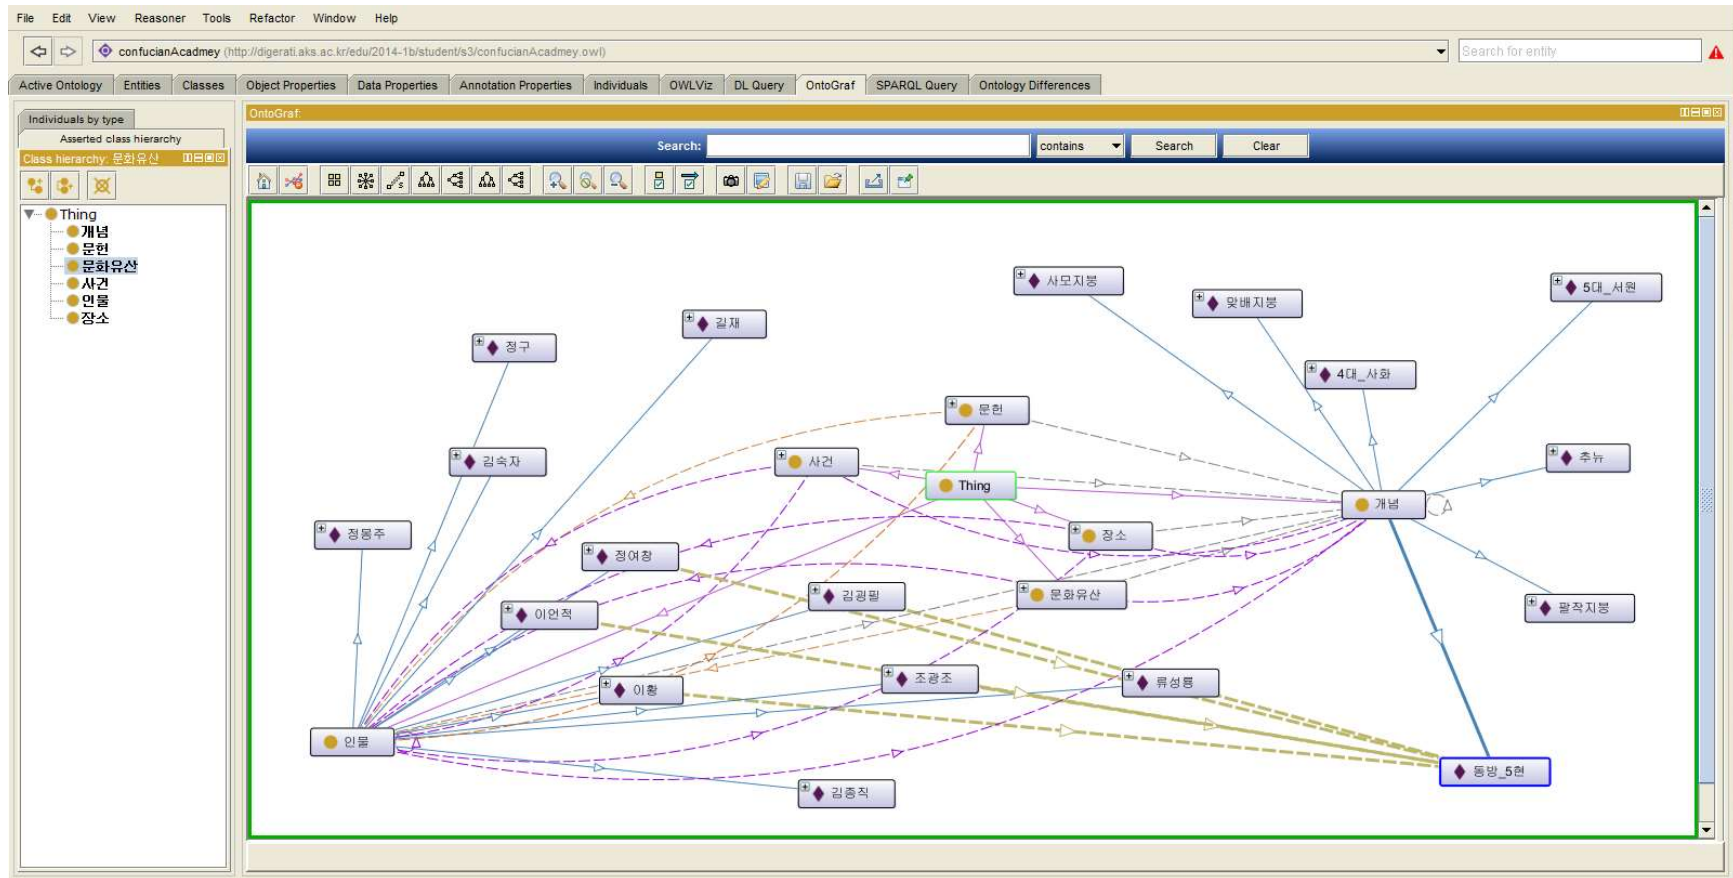 File Edit View Reasoner Tools Refactor Window Help
confucianAcadmey (http://digerati.aks.ac.kr/edu/2014-1b/student/s3/confucianAcadmey.owl)
Search for entity
Active Ontology Entities Classes Object Properties Data Properties Annotation Properties Individuals OWLViz DL Query OntoGraf SPARQL Query Ontology Differences
Individuals by type
Asserted class hierarchy
Class hierarchy: 문화유산
Thing
개념
문헌
문화유산
사건
인물
장소
OntoGraf:
Search: contains Search Clear
사모지붕
맞배지붕
5대_서원
길재
정구
4대_사화
문헌
김숙자
사건
추뉴
Thing
개념
정몽주
장소
정여창
김굉필
문화유산
팔작지붕
이언적
조광조
류성룡
이황
인물
동방_5현
김종직